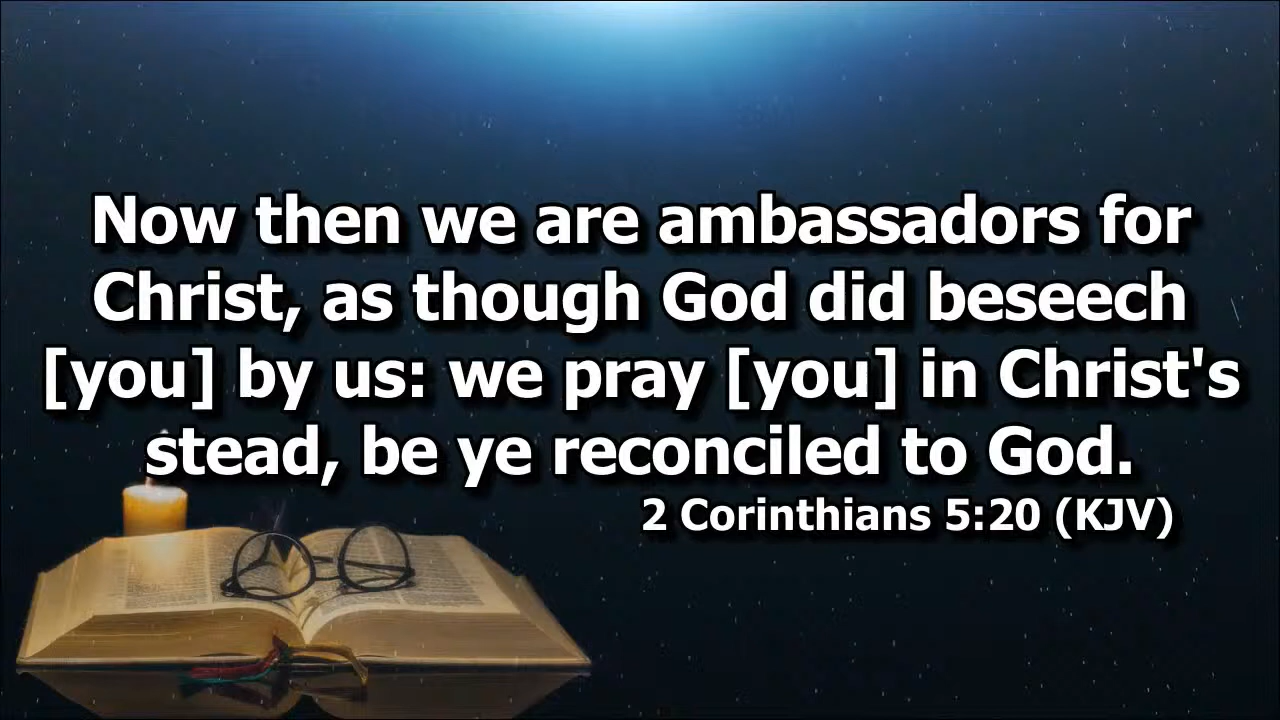 Now then we are ambassadors for
Christ, as though God did beseech
[you] by us: we pray [you] in Christ's
stead, be ye reconciled to God.
2 Corinthians 5:20 (KJV)